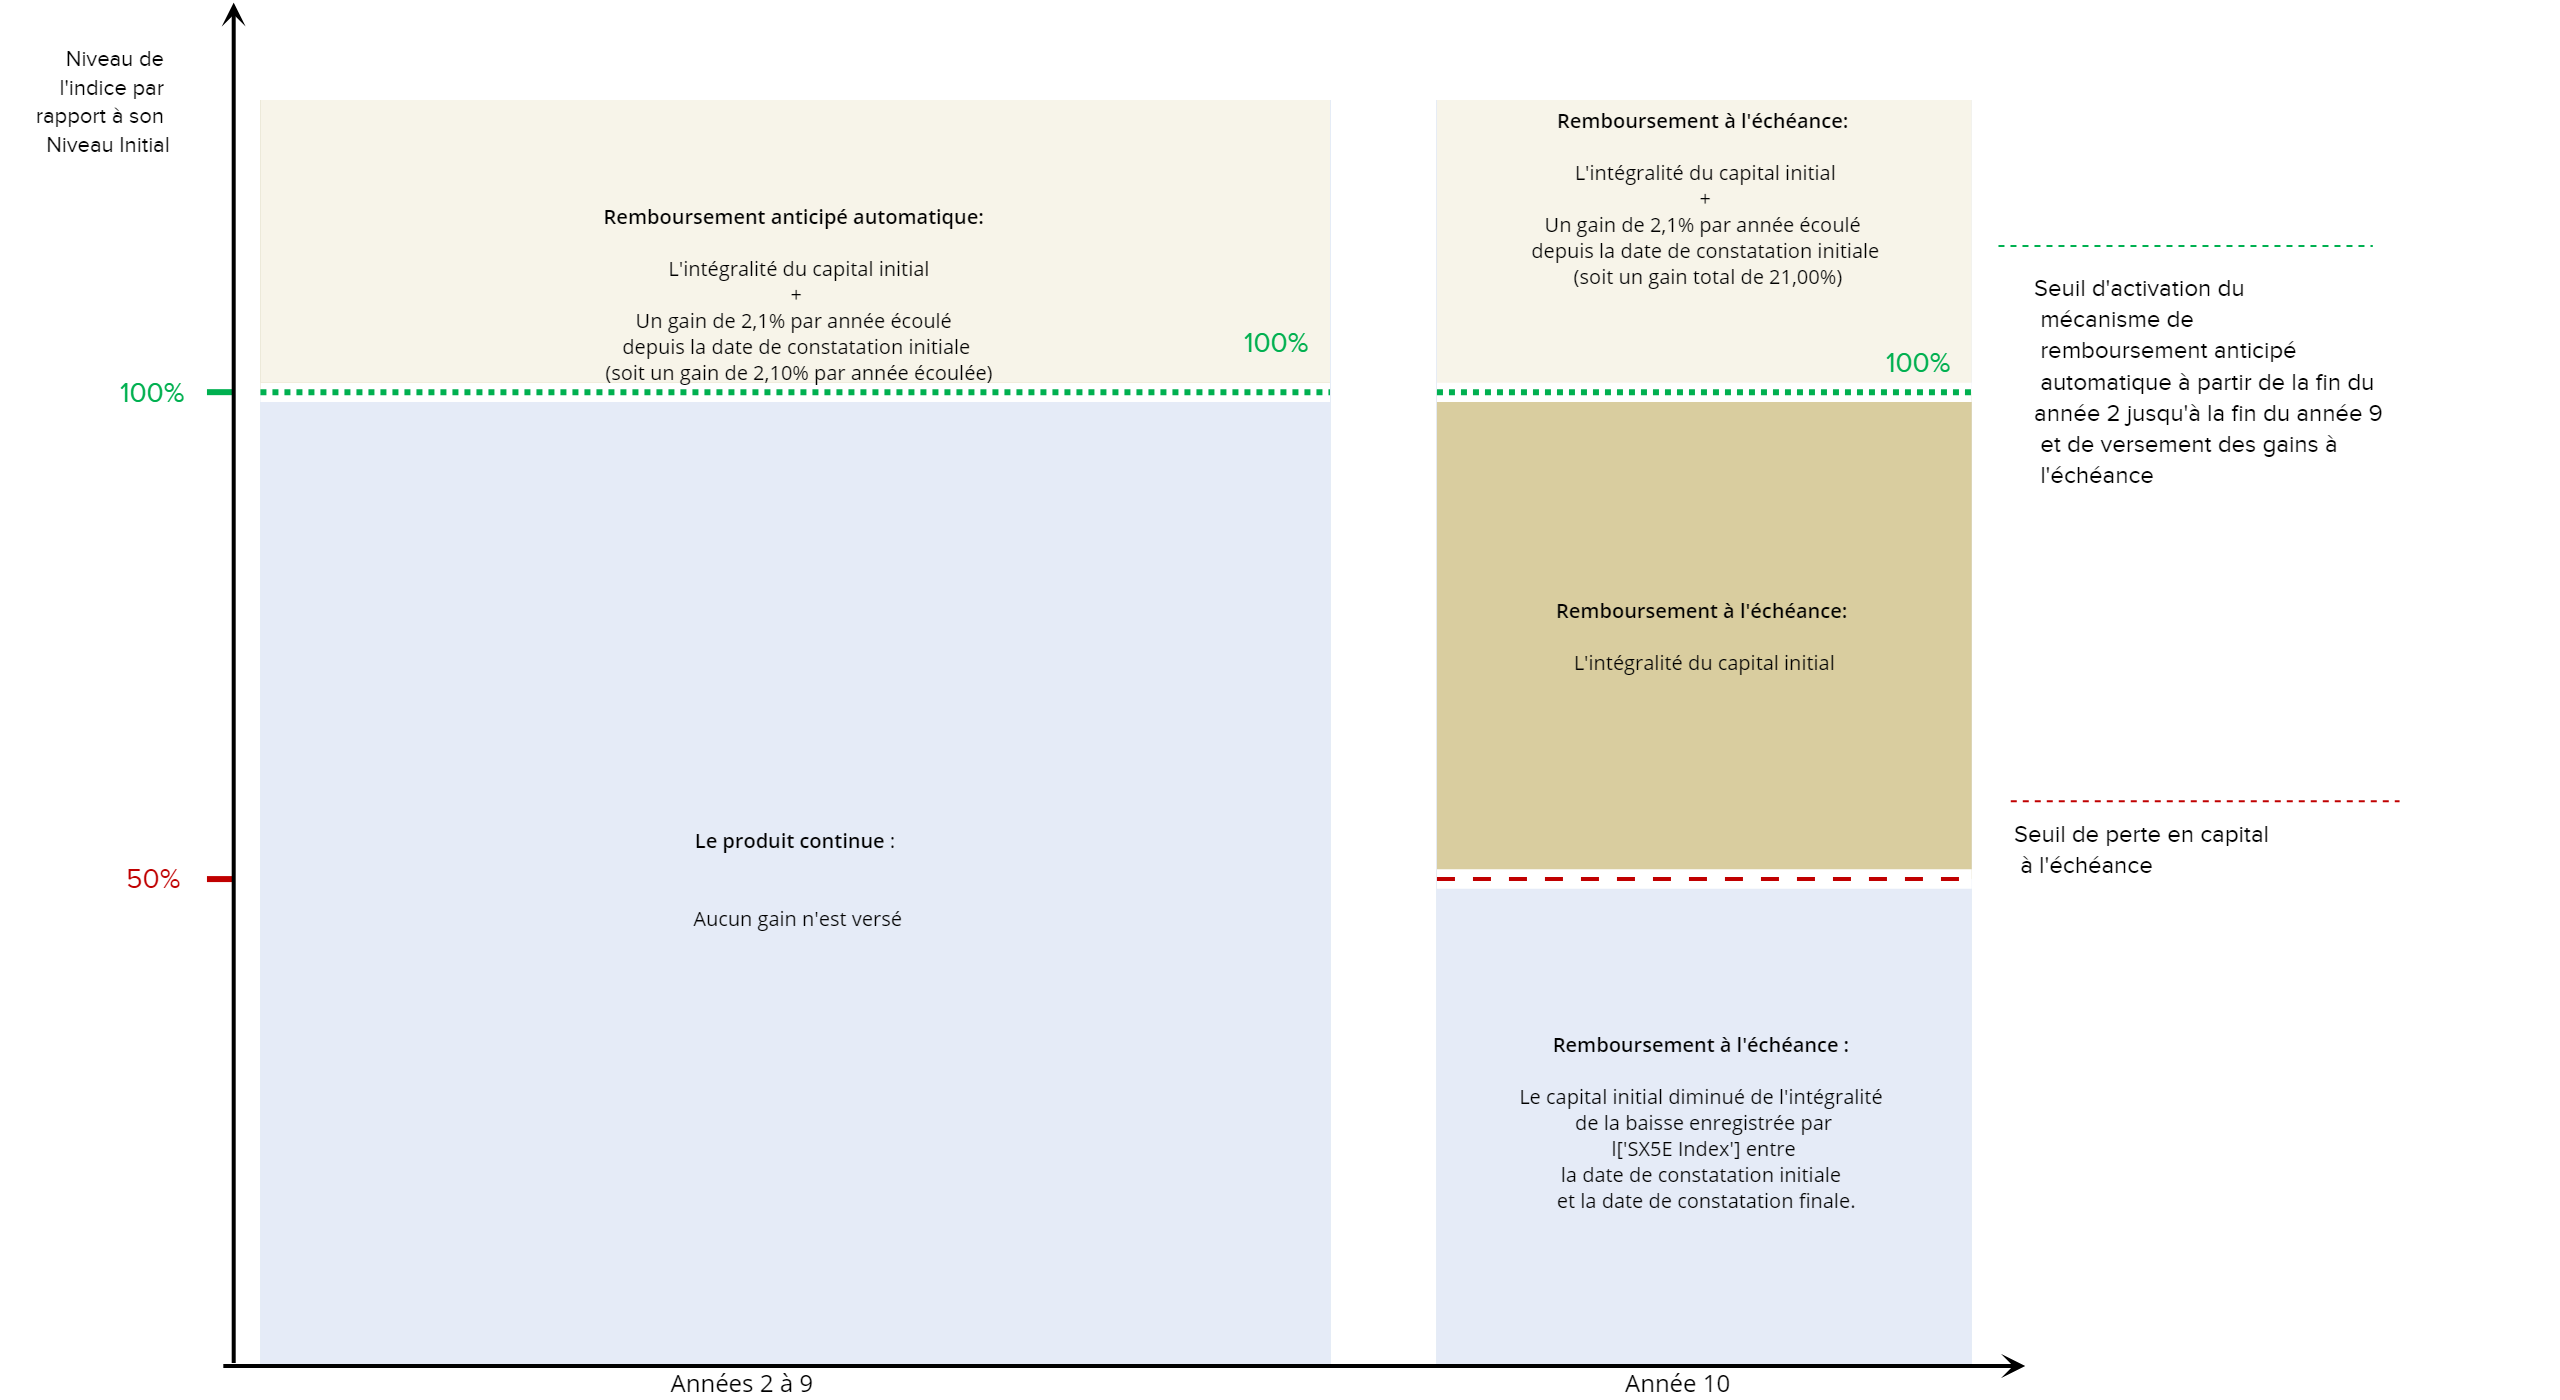 Niveau de
l'indice par
rapport à son
Niveau Initial
Remboursement anticipé automatique:
L'intégralité du capital initial
+
Un gain de 2,1% par année écoulé
depuis la date de constatation initiale
(soit un gain de 2,10% par année écoulée)
100%
100%
Le produit continue :
Aucun gain n'est versé
50%
Remboursement à l'échéance:
L'intégralité du capital initial
+
Un gain de 2,1% par année écoulé
depuis la date de constatation initiale
(soit un gain total de 21,00%)
100%
Remboursement à l'échéance:
L'intégralité du capital initial
Remboursement à l'échéance :
Le capital initial diminué de l'intégralité
de la baisse enregistrée par
l['SX5E Index'] entre
la date de constatation initiale
et la date de constatation finale.
Seuil d'activation du
mécanisme de
remboursement anticipé
automatique à partir de la fin du
année 2 jusqu'à la fin du année 9
et de versement des gains à
l'échéance
Seuil de perte en capital
à l'échéance
Années 2 à 9
Année 10